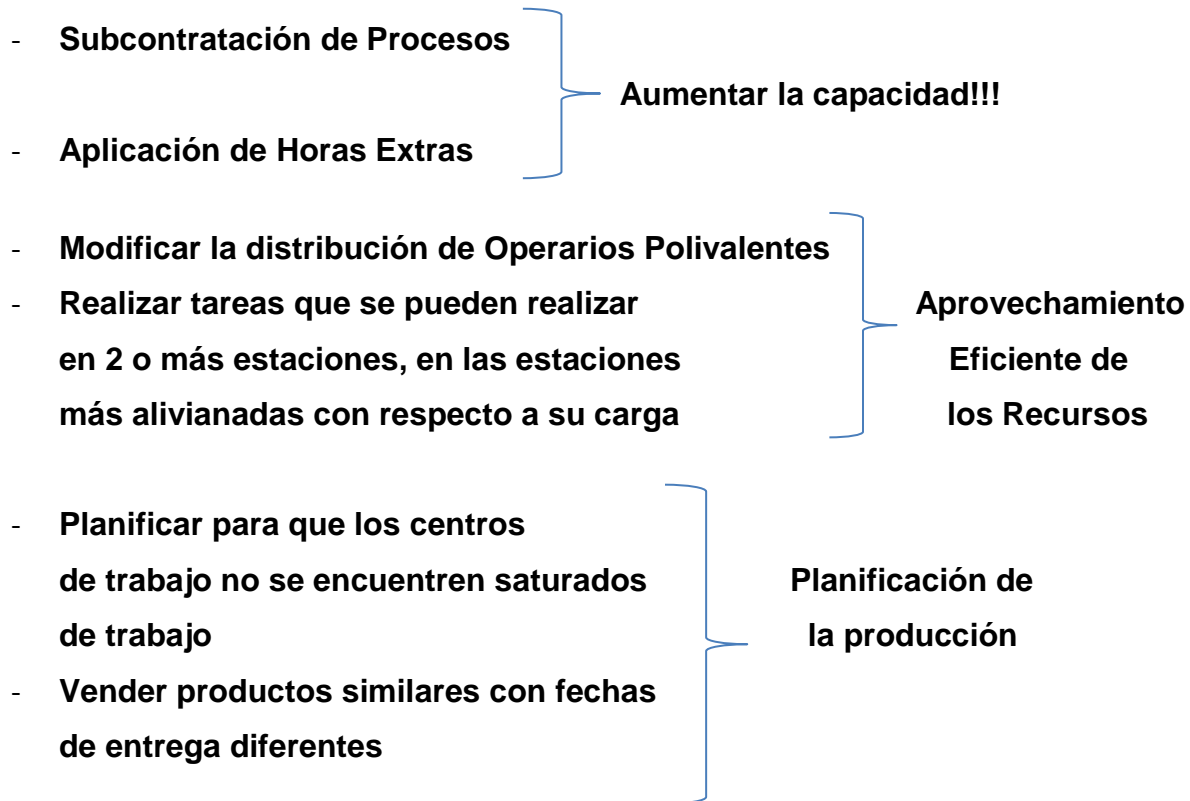 - Subcontratación de Procesos
Aumentar la capacidad!!!
- Aplicación de Horas Extras
- Modificar la distribución de Operarios Polivalentes
- Realizar tareas que se pueden realizar
en 2 o más estaciones, en las estaciones
más alivianadas con respecto a su carga
Aprovechamiento
Eficiente de
los Recursos
- Planificar para que los centros
de trabajo no se encuentren saturados
de trabajo
- Vender productos similares con fechas
de entrega diferentes
Planificación de
la producción